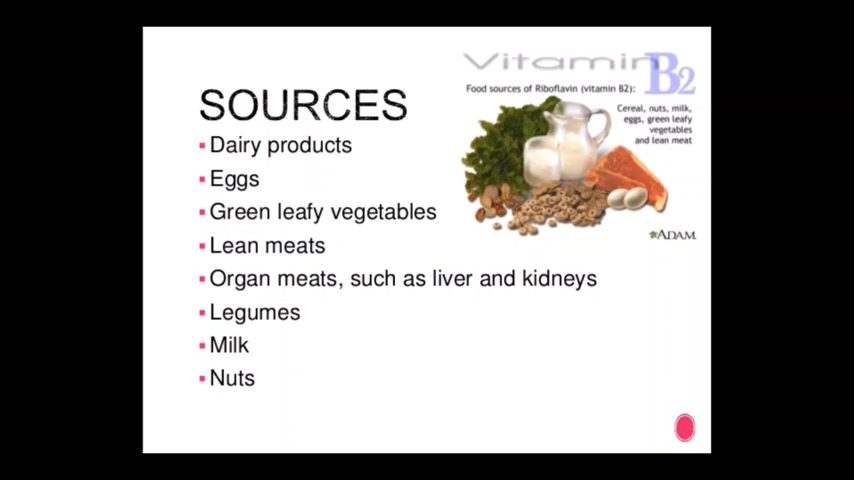 Vitamin B2
Food sources of Riboflavin (vitamin B2):
Cereal, nuts, milk,
eggs, green leafy
vegetables
and lean meat
ADAM.
SOURCES
Dairy products
Eggs
Green leafy vegetables
Lean meats
Organ meats, such as liver and kidneys
Legumes
Milk
Nuts